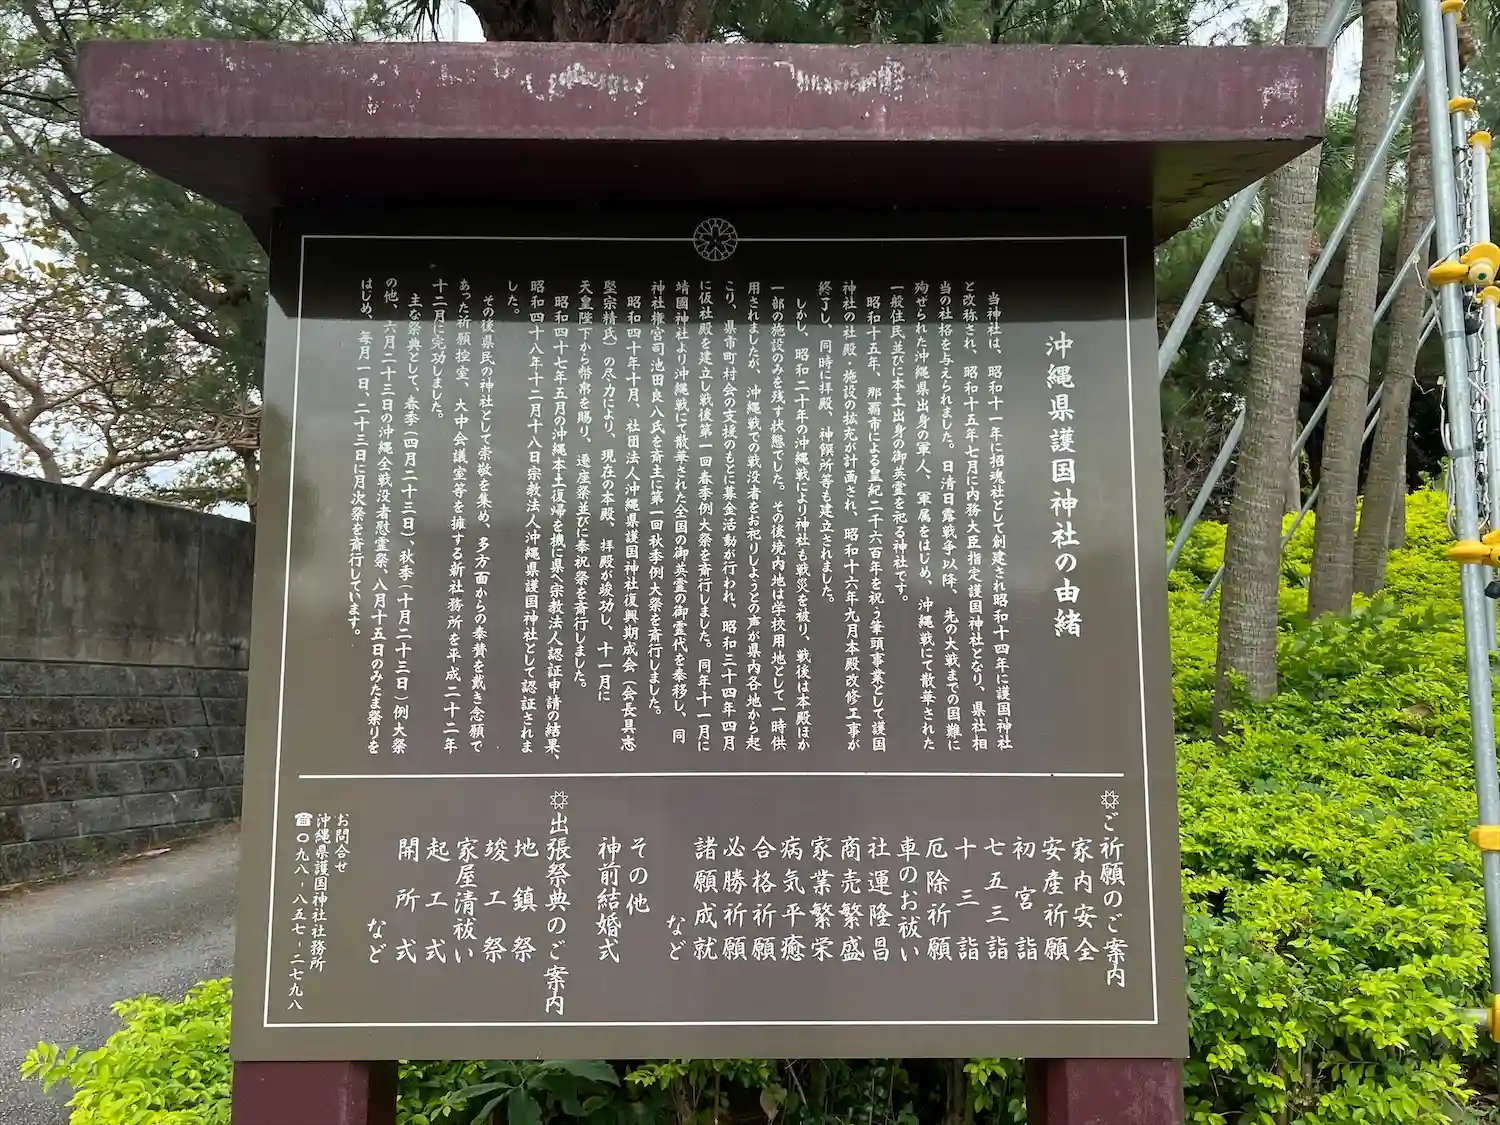 沖縄県護国神社の由緒
当神社は、昭和十一年に招魂社として創建され昭和十四年に護国神社
と改称され、昭和十五年七月に内務大臣指定護国神社となり、県社相
当の社格を与えられました。日清日露戦争以降、先の大戦までの国難に
殉ぜられた沖縄県出身の軍人、軍属をはじめ、沖縄戦にて散華された
一般住民並びに本土出身の御英霊を祀る神社です。
昭和十五年、那覇市による皇紀二千六百年を祝う筆頭事業として護国
神社の社殿・施設の拡充が計画され、昭和十六年九月本殿改修工事が
終了し、同時に拝殿、神饌所等も建立されました。
しかし、昭和二十年の沖縄戦により神社も戦災を被り、戦後は本殿ほか
一部の施設のみを残す状態でした。その後境内地は学校用地として一時供
用されましたが、沖縄戦での戦没者をお祀りしようとの声が県内各地から起
こり、県市町村会の支援のもとに募金活動が行われ、昭和三十四年四月
に仮社殿を建立し戦後第一回春季例大祭を斎行しました。同年十一月に
靖國神社より沖縄戦にて散華された全国の御英霊の御霊代を奉移し、同
神社権宮司池田良八氏を斎主に第一回秋季例大祭を斎行しました。
昭和四十年十月、社団法人沖縄県護国神社復興期成会（会長具志
堅宗精氏）の尽力により、現在の本殿、拝殿が竣功し、十一月に
天皇陛下から幣帛を賜り、遷座祭並びに奉祝祭を斎行しました。
昭和四十七年五月の沖縄本土復帰を機に県へ宗教法人認証申請の結果、
昭和四十八年十二月十八日宗教法人沖縄県護国神社として認証されま
した。
その後県民の神社として崇敬を集め、多方面からの奉賛を戴き念願で
あった祈願控室、大中会議室等を擁する新社務所を平成二十二年
十二月に完功しました。
主な祭典として、春季（四月二十三日）、秋季（十月二十三日）例大祭
の他、六月二十三日の沖縄全戦没者慰霊祭、八月十五日のみたま祭りを
はじめ、毎月一日、二十三日に月次祭を斎行しています。
ご祈願のご案内
家内安全
安産祈願
初宮詣
七五三詣
十三詣
厄除祈願
車のお祓い
社運隆昌
商売繁盛
家業繁栄
病気平癒
合格祈願
必勝祈願
諸願成就
など
その他
神前結婚式
出張祭典のご案内
地鎮祭
竣工祭
家屋清祓い
起工式
開所式
など
お問合せ
沖縄県護国神社社務所
☎〇九八-八五七-二七九八